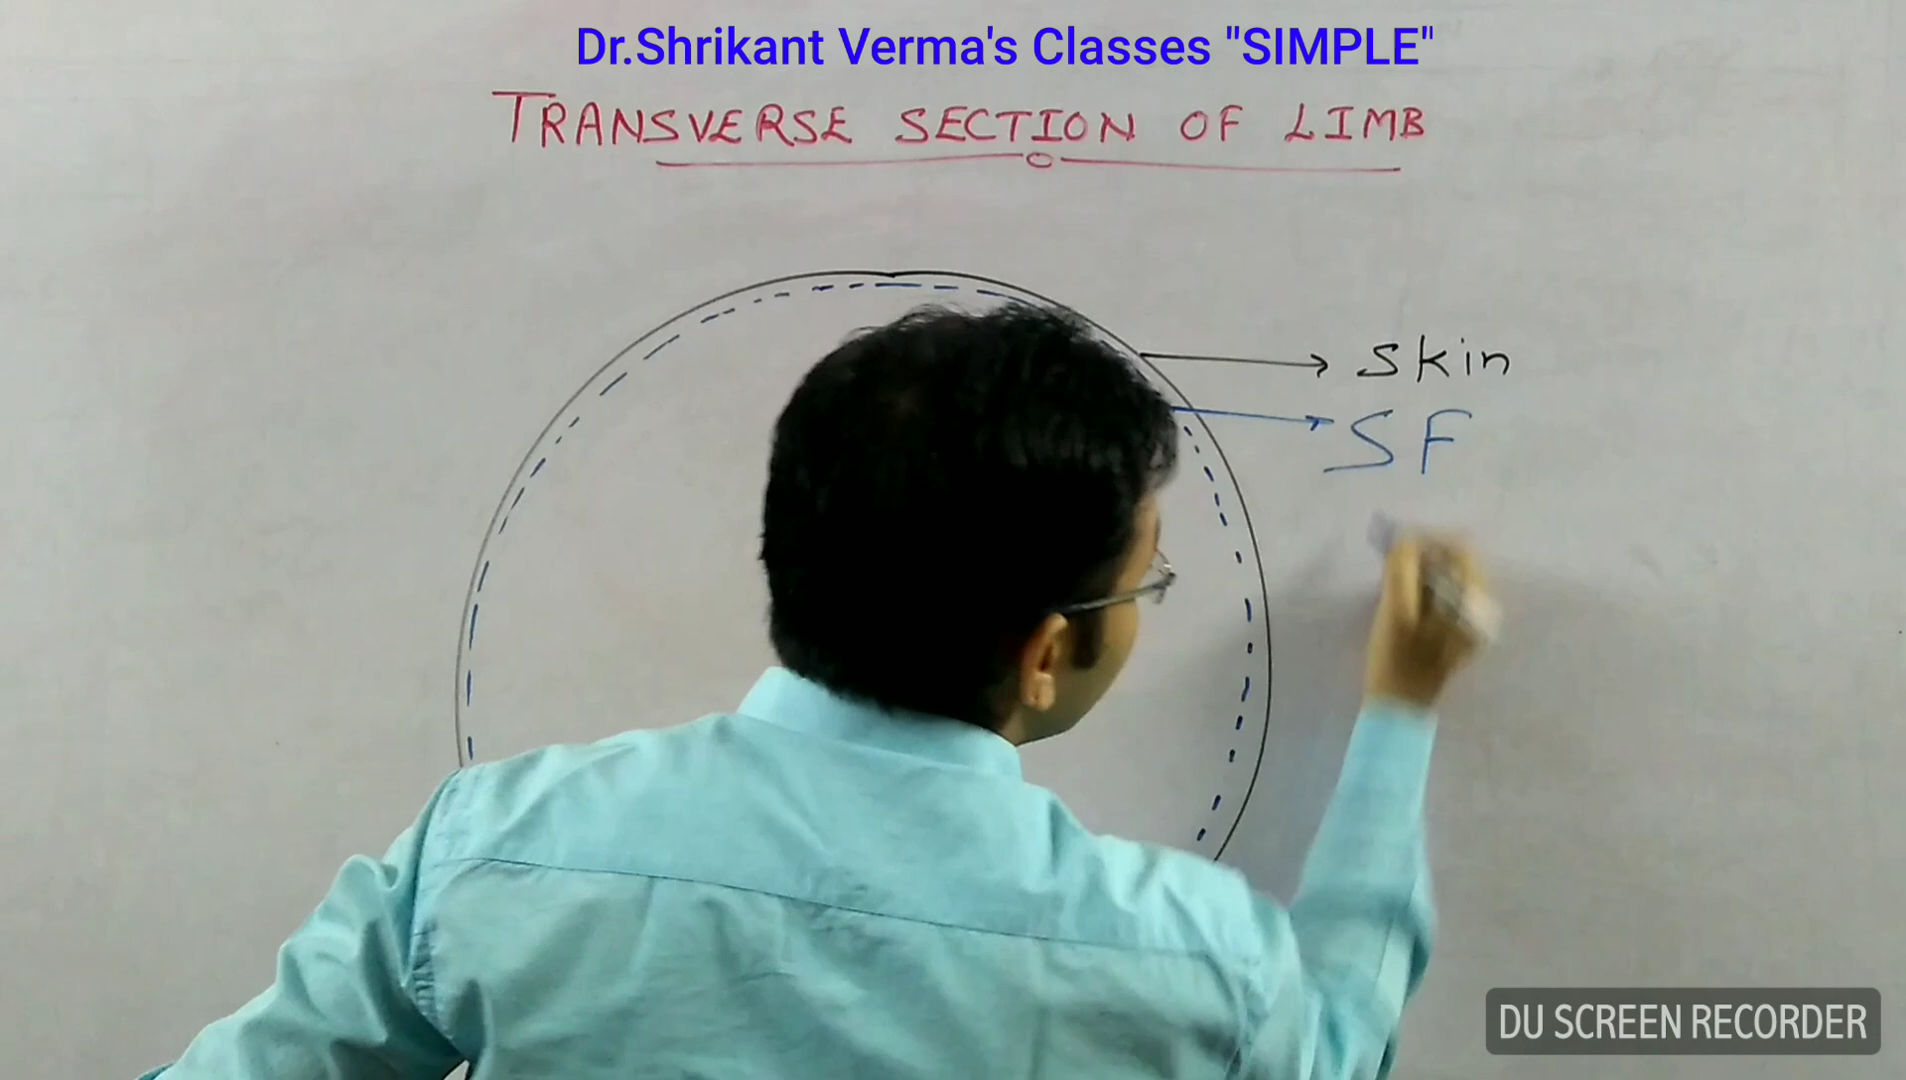 Dr.Shrikant Verma's Classes "SIMPLE"
TRANSVERSE SECTION OF LIMB
Skin
SF
DU SCREEN RECORDER